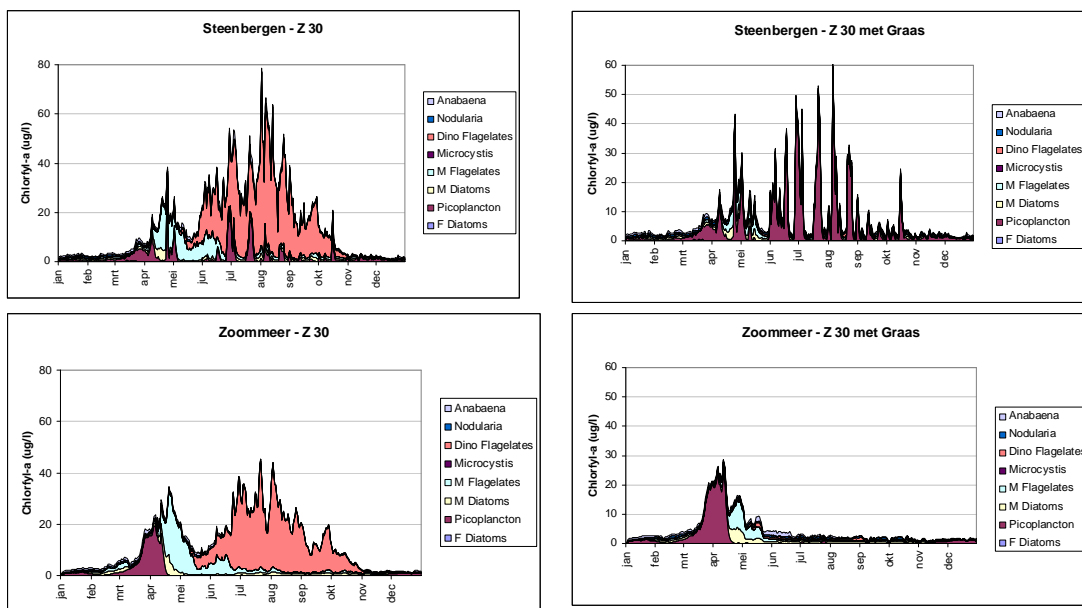 Steenbergen - Z 30
Chlorfyl-a (ug/l)
80
60
40
20
0
jan feb mrt apr mei jun jul aug sep okt nov dec
Anabaena
Nodularia
Dino Flagelates
Microcystis
M Flagelates
M Diatoms
Picoplancton
F Diatoms
Steenbergen - Z 30 met Graas
Chlorfyl-a (ug/l)
60
50
40
30
20
10
0
jan feb mrt apr mei jun jul aug sep okt nov dec
Anabaena
Nodularia
Dino Flagelates
Microcystis
M Flagelates
M Diatoms
Picoplancton
F Diatoms
Zoommeer - Z 30
Chlorfyl-a (ug/l)
80
60
40
20
0
jan feb mrt apr mei jun jul aug sep okt nov dec
Anabaena
Nodularia
Dino Flagelates
Microcystis
M Flagelates
M Diatoms
Picoplancton
F Diatoms
Zoommeer - Z 30 met Graas
Chlorfyl-a (ug/l)
60
50
40
30
20
10
0
jan feb mrt apr mei jun jul aug sep okt nov dec
Anabaena
Nodularia
Dino Flagelates
Microcystis
M Flagelates
M Diatoms
Picoplancton
F Diatoms